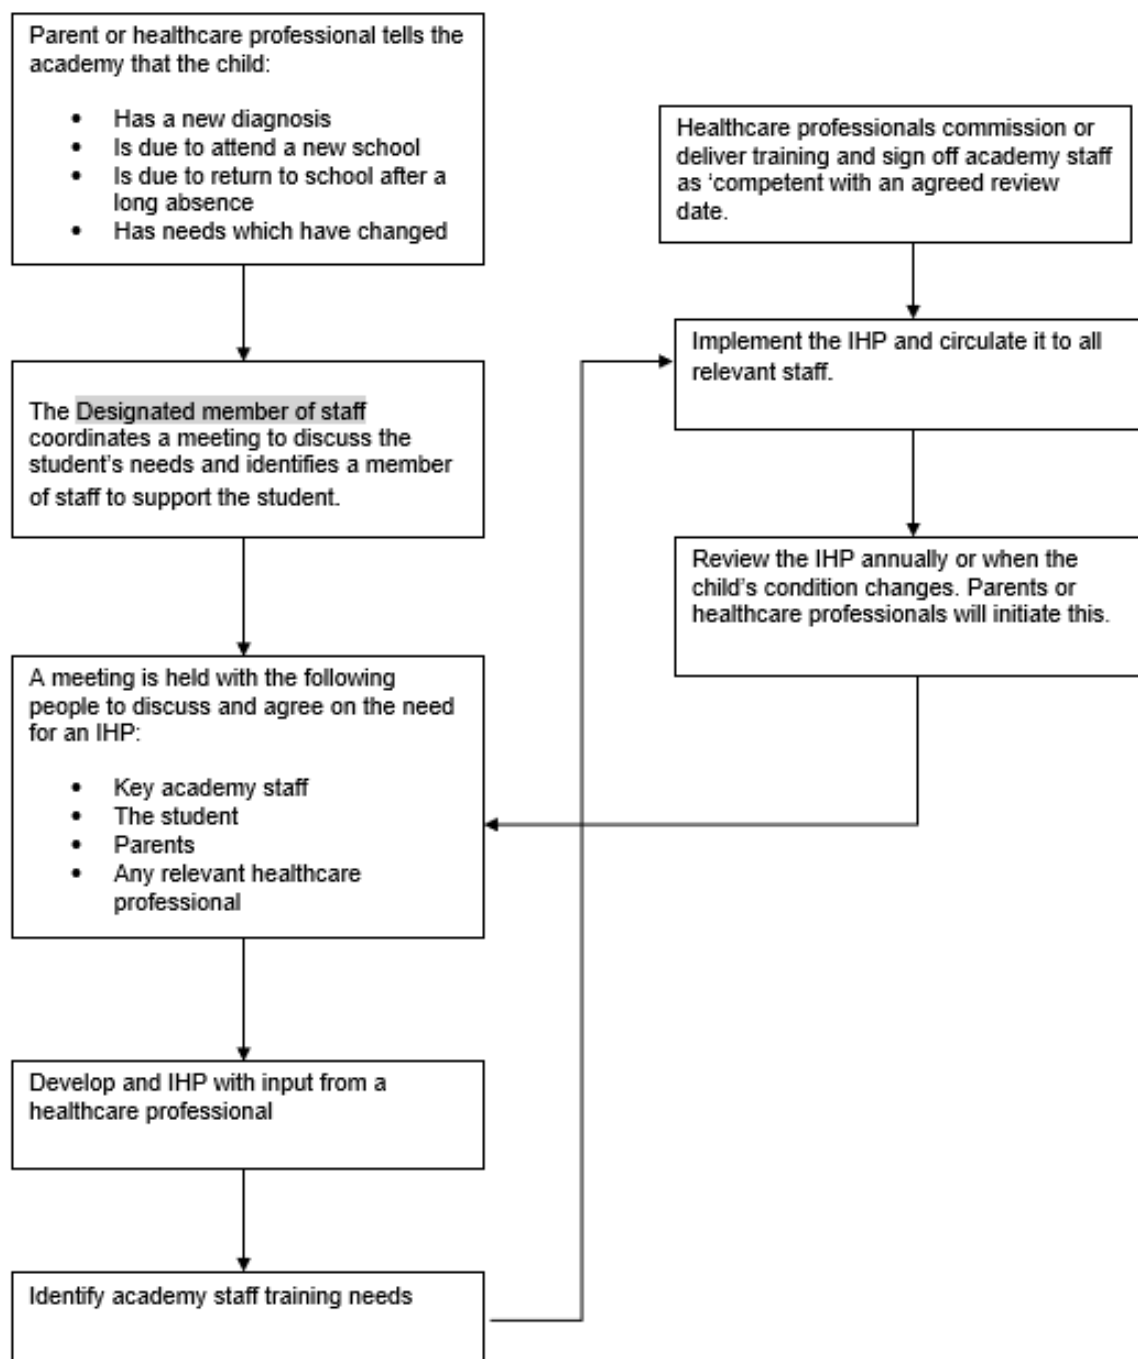 Parent or healthcare professional tells the
academy that the child:
• Has a new diagnosis
• Is due to attend a new school
• Is due to return to school after a
long absence
• Has needs which have changed
The Designated member of staff
coordinates a meeting to discuss the
student's needs and identifies a member
of staff to support the student.
A meeting is held with the following
people to discuss and agree on the need
for an IHP:
• Key academy staff
• The student
• Parents
• Any relevant healthcare
professional
Develop and IHP with input from a
healthcare professional
Identify academy staff training needs
Healthcare professionals commission or
deliver training and sign off academy staff
as ‘competent with an agreed review
date.
Implement the IHP and circulate it to all
relevant staff.
Review the IHP annually or when the
child's condition changes. Parents or
healthcare professionals will initiate this.